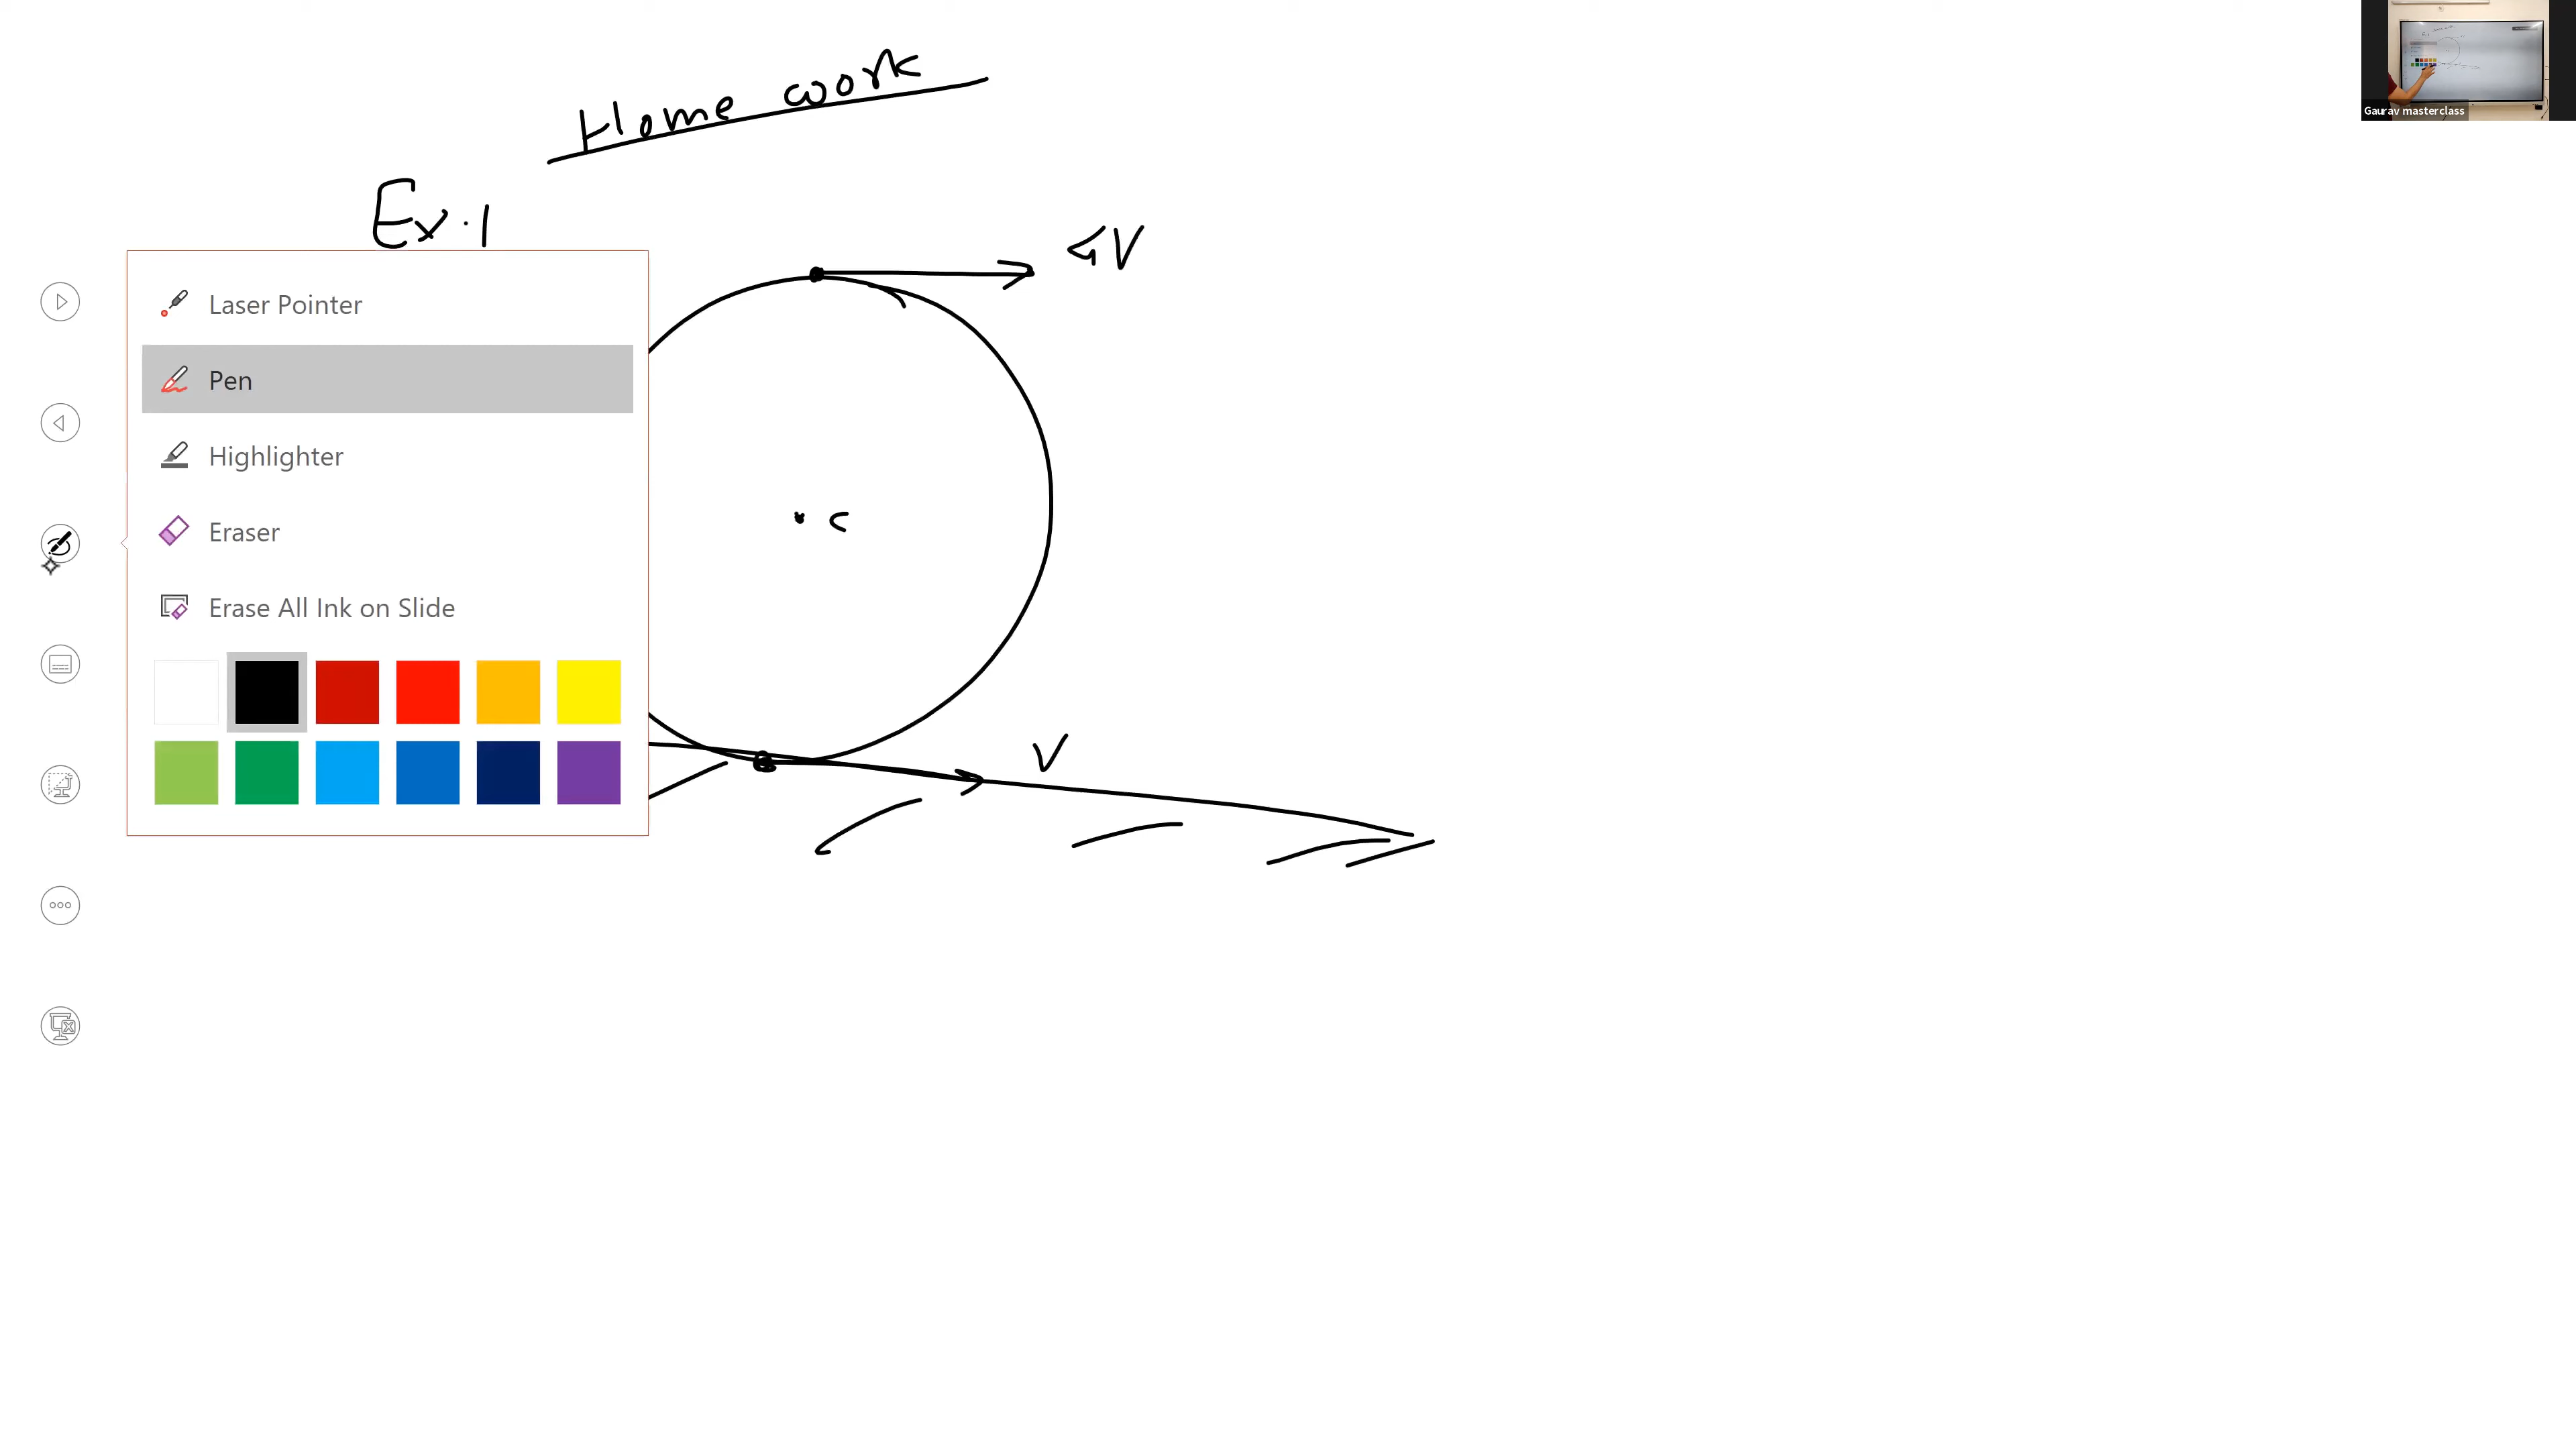 Home work
Ex.1
4V
Laser Pointer
Pen
Highlighter
Eraser
Erase All Ink on Slide
c
V
Gaurav masterclass